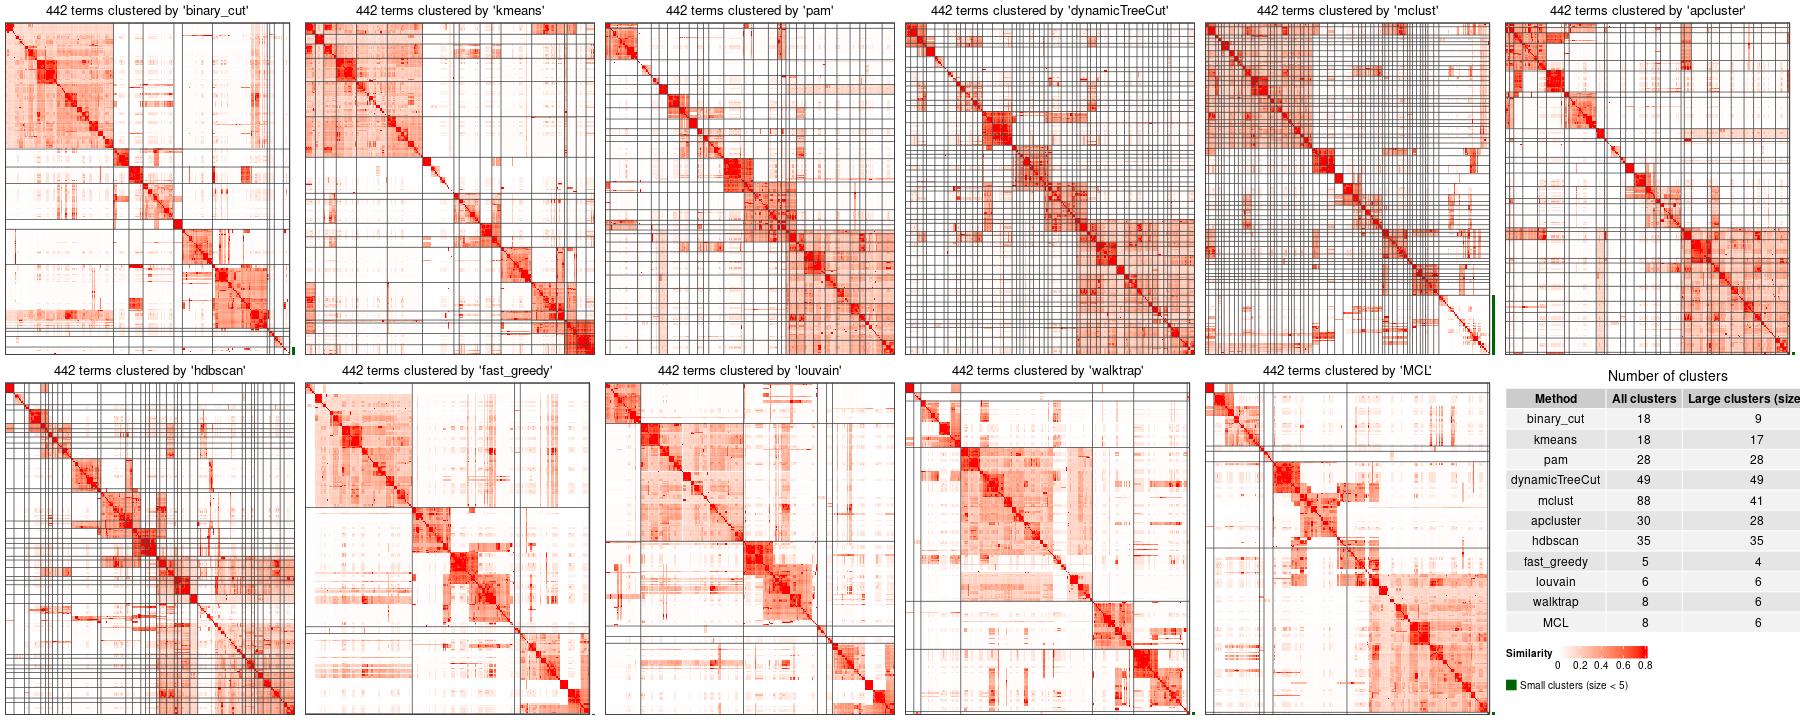 442 terms clustered by 'binary_cut'
442 terms clustered by 'kmeans'
442 terms clustered by 'pam'
442 terms clustered by 'dynamicTreeCut'
442 terms clustered by 'mclust'
442 terms clustered by 'apcluster'
442 terms clustered by 'hdbscan'
442 terms clustered by 'fast_greedy'
442 terms clustered by 'louvain'
442 terms clustered by 'walktrap'
442 terms clustered by 'MCL'
Number of clusters
Method All clusters Large clusters (size
binary_cut 18 9
kmeans 18 17
pam 28 28
dynamicTreeCut 49 49
mclust 88 41
apcluster 30 28
hdbscan 35 35
fast_greedy 5 4
louvain 6 6
walktrap 8 6
MCL 8 6
Similarity
0 0.2 0.4 0.6 0.8
Small clusters (size < 5)